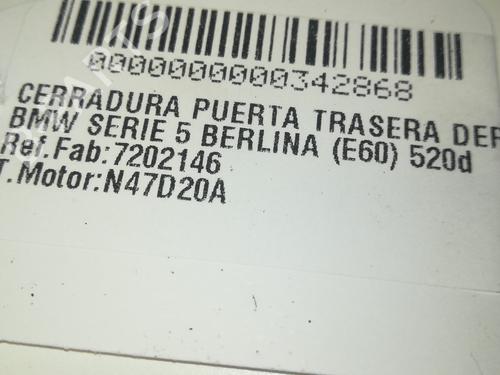 0000000000342868
CERRADURA PUERTA TRASERA DER
BMW SERIE 5 BERLINA (E60) 520d
Ref.Fab:7202146
T.Motor:N47D20A